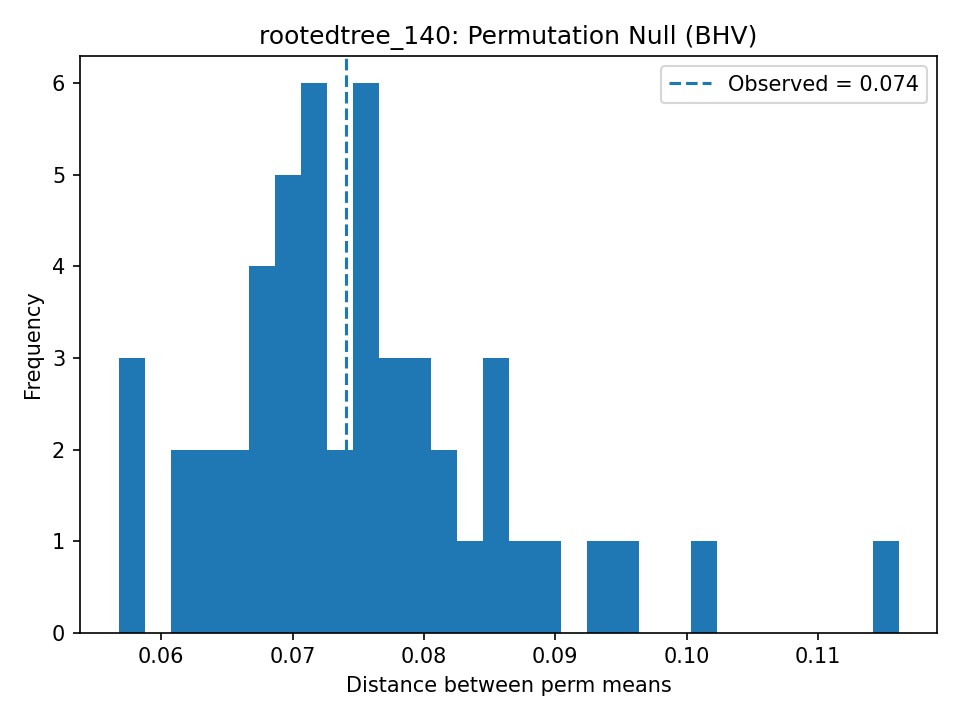 rootedtree_140: Permutation Null (BHV)
Observed = 0.074
Frequency
6
5
4
3
2
1
0
0.06 0.07 0.08 0.09 0.10 0.11
Distance between perm means